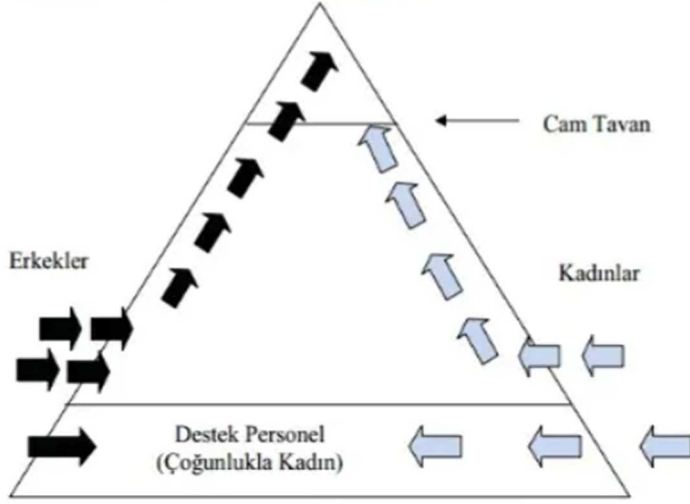 Cam Tavan
Erkekler
Kadınlar
Destek Personel
(Çoğunlukla Kadın)